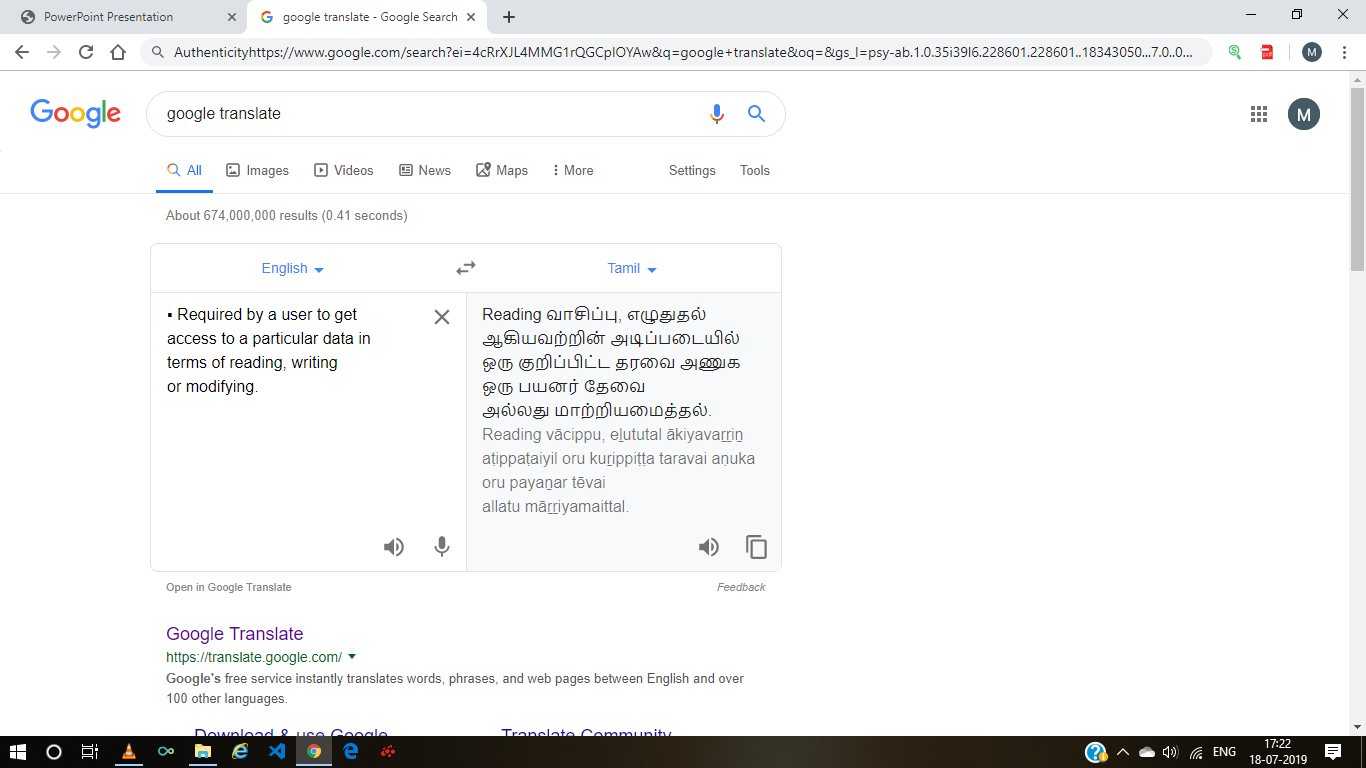 PowerPoint Presentation
google translate - Google Search
Authenticityhttps://www.google.com/search?ei=4cRrXJL4MMG1rQGCpIOYAw&q=google+translate&oq=&gs_l=psy-ab.1.0.35i39l6.228601.228601..18343050...7.0..0...
M
Google
google translate
M
All Images Videos News Maps More Settings Tools
About 674,000,000 results (0.41 seconds)
English Tamil
▪ Required by a user to get
access to a particular data in
terms of reading, writing
or modifying.
Reading வாசிப்பு, எழுதுதல்
ஆகியவற்றின் அடிப்படையில்
ஒரு குறிப்பிட்ட தரவை அணுக
ஒரு பயனர் தேவை
அல்லது மாற்றியமைத்தல்.
Reading vācippu, eḻututal ākiyavaṟṟiṉ
aṭippaṭaiyil oru kuṟippiṭṭa taravai aṇuka
oru payaṉar tēvai
allatu māṟṟiyamaittal.
Open in Google Translate Feedback
Google Translate
https://translate.google.com/
Google's free service instantly translates words, phrases, and web pages between English and over
100 other languages.
Download & use Google Translate Community
ENG
17:22
18-07-2019